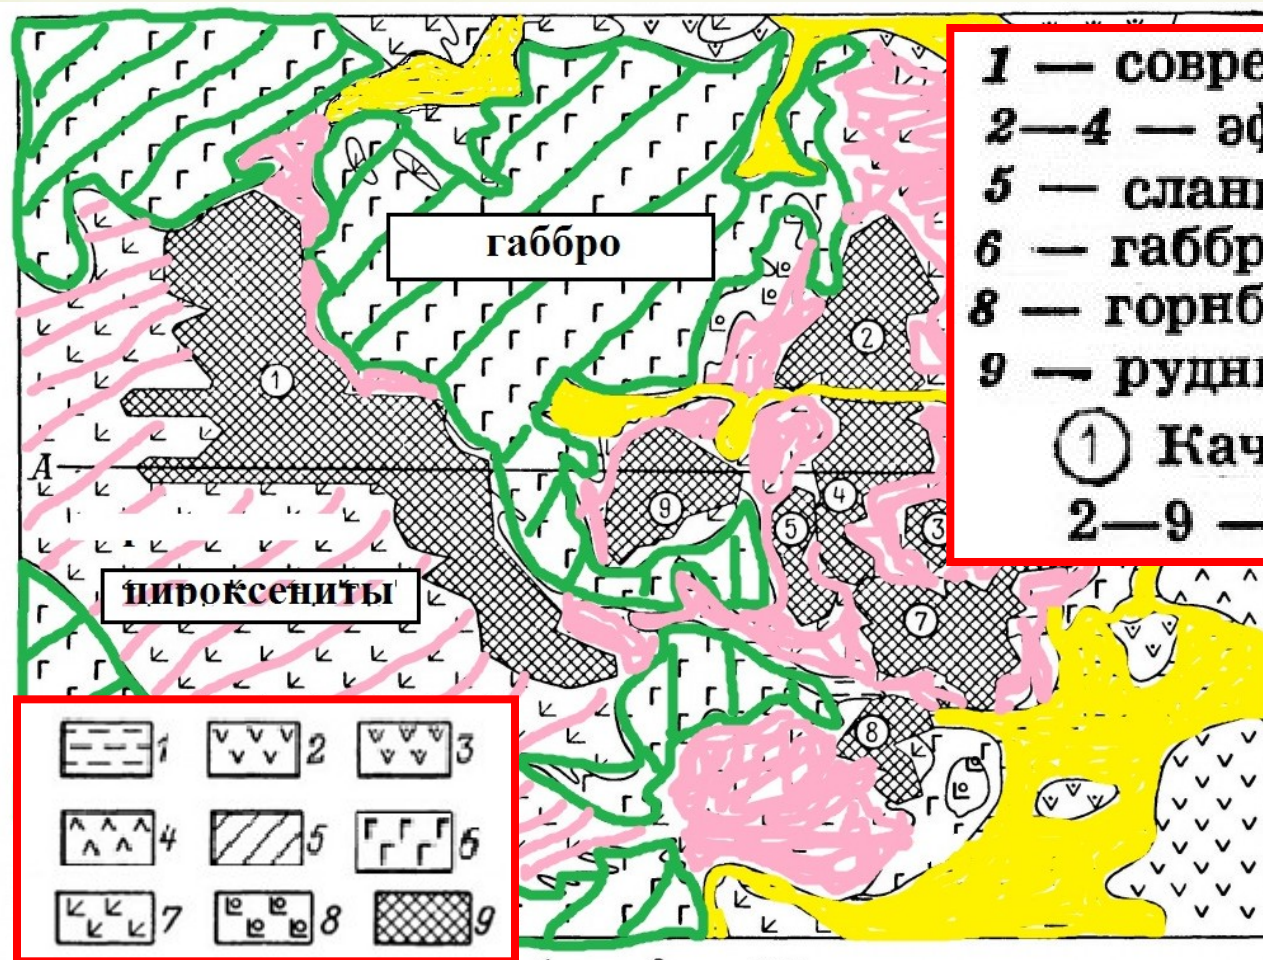 1 — совре
2—4 — эф
5 — слан
6 — габбр
8 — горнб
9 — рудн
① Кач
2—9 —
габбро
2
1
А
4
9
5
3
пироксениты
7
8
1 2 3
4 5 6
7 8 9